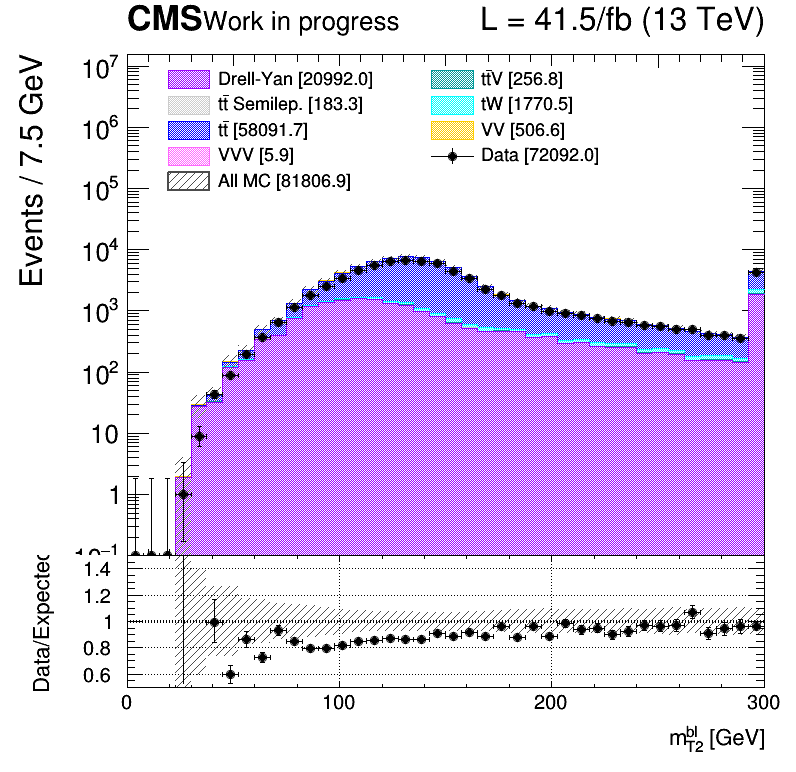 CMS Work in progress L = 41.5/fb (13 TeV)
Events / 7.5 GeV
10⁷
10⁶
10⁵
10⁴
10³
10²
10
1
10⁻¹
Drell-Yan [20992.0]
tt̄ Semilep. [183.3]
tt̄ [58091.7]
VVV [5.9]
All MC [81806.9]
tt̄V [256.8]
tW [1770.5]
VV [506.6]
Data [72092.0]
Data/Expected
1.4
1.2
1
0.8
0.6
0 100 200 300
m_{T2}^{bl} [GeV]